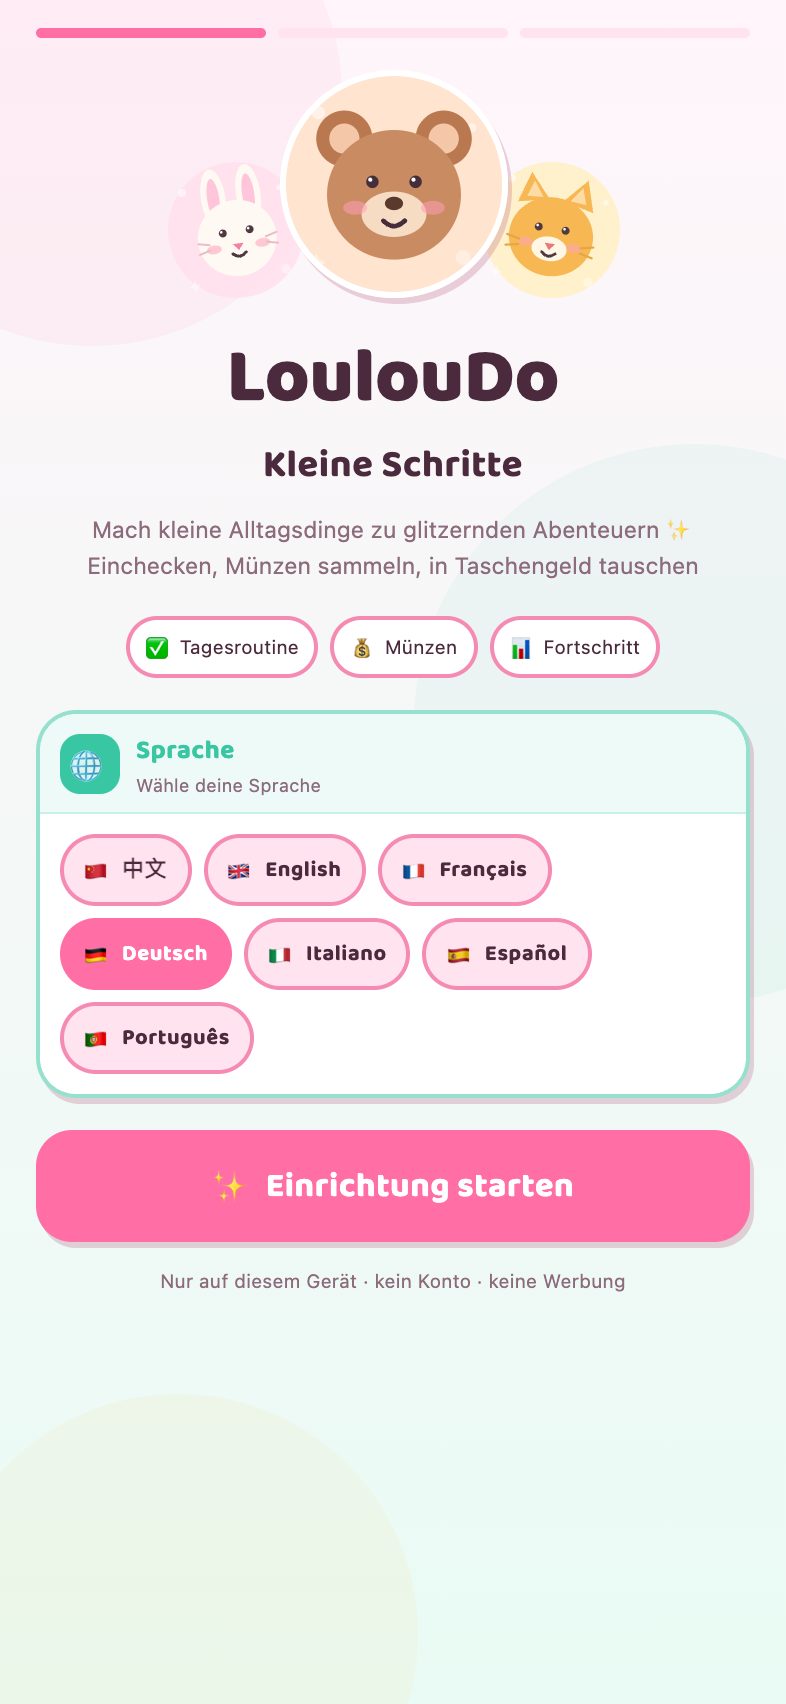 LoulouDo
Kleine Schritte
Mach kleine Alltagsdinge zu glitzernden Abenteuern ✨
Einchecken, Münzen sammeln, in Taschengeld tauschen
✅ Tagesroutine 💰 Münzen 📊 Fortschritt
Sprache
Wähle deine Sprache
🇨🇳 中文 🇬🇧 English 🇫🇷 Français
🇩🇪 Deutsch 🇮🇹 Italiano 🇪🇸 Español
🇵🇹 Português
✨ Einrichtung starten
Nur auf diesem Gerät · kein Konto · keine Werbung